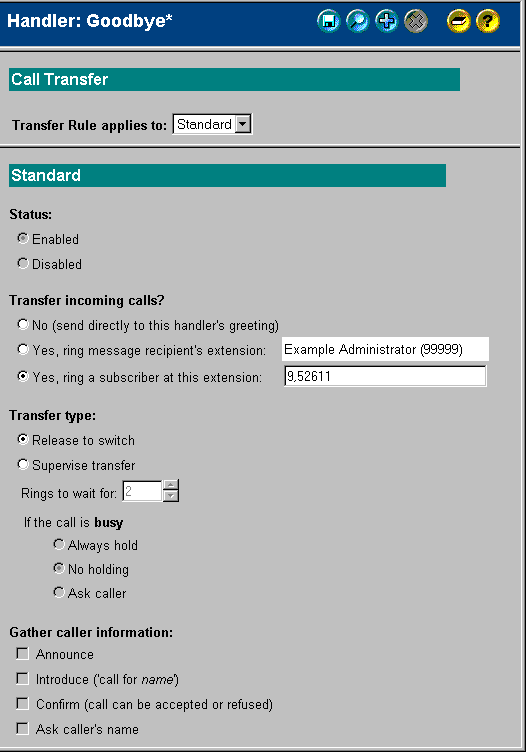 Handler: Goodbye*
?
Call Transfer
Transfer Rule applies to: Standard
Standard
Status:
Enabled
Disabled
Transfer incoming calls?
No (send directly to this handler's greeting)
Yes, ring message recipient's extension: Example Administrator (99999)
Yes, ring a subscriber at this extension: 9,52611
Transfer type:
Release to switch
Supervise transfer
Rings to wait for: 2
If the call is busy
Always hold
No holding
Ask caller
Gather caller information:
Announce
Introduce ('call for name')
Confirm (call can be accepted or refused)
Ask caller's name